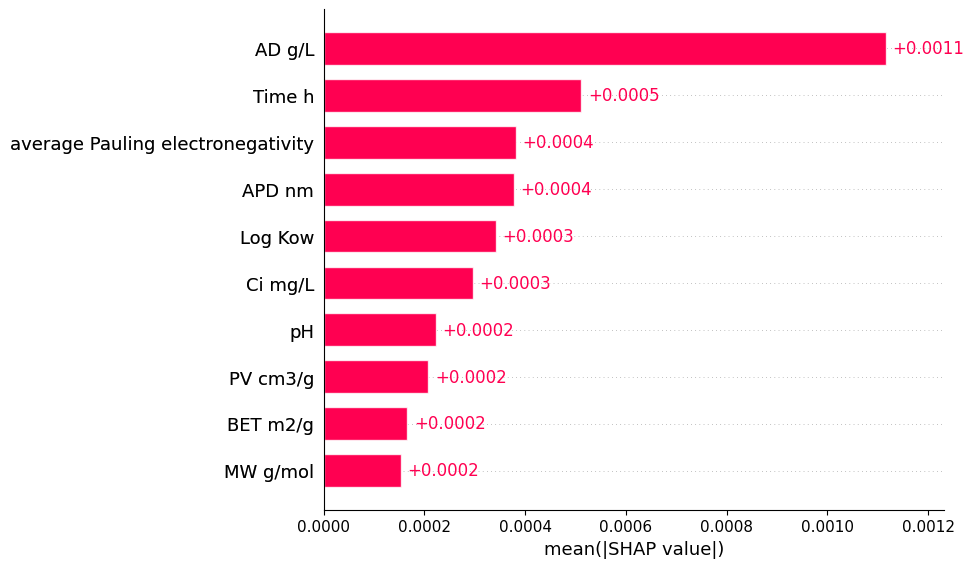 AD g/L +0.0011
Time h +0.0005
average Pauling electronegativity +0.0004
APD nm +0.0004
Log Kow +0.0003
Ci mg/L +0.0003
pH +0.0002
PV cm3/g +0.0002
BET m2/g +0.0002
MW g/mol +0.0002
0.0000 0.0002 0.0004 0.0006 0.0008 0.0010 0.0012
mean(|SHAP value|)